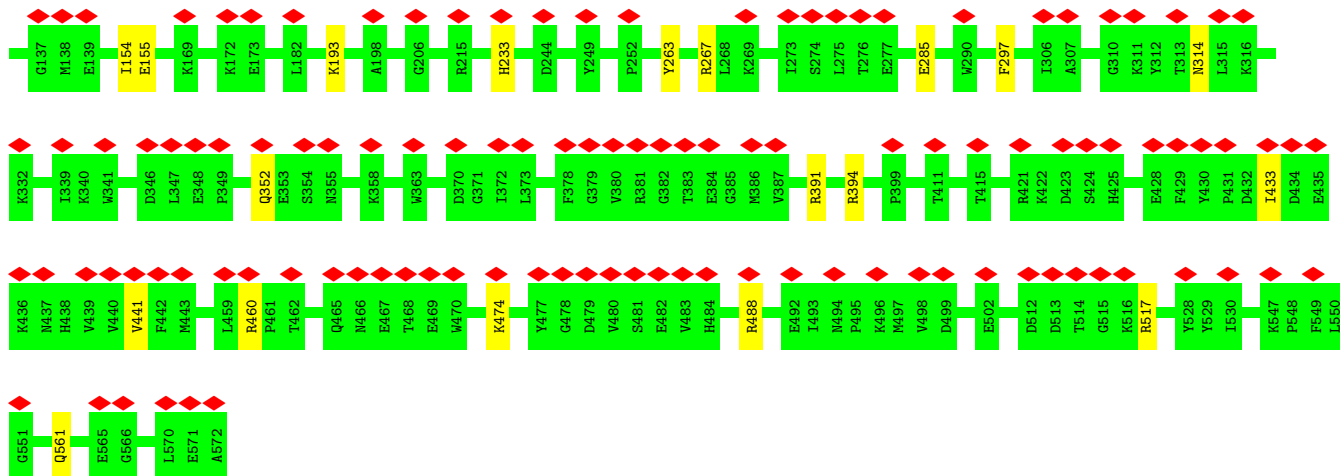 G137 M138 E139 I154 E155 K169 K172 E173 L182 K193 A198 G206 R215 H233 D244 Y249 P252 Y263 R267 L268 K269 I273 S274 L275 T276 E277 E285 W290 F297 I306 A307 G310 K311 Y312 T313 N314 L315 K316
K332 I339 K340 W341 D346 L347 E348 P349 Q352 E353 S354 N355 K358 W363 D370 G371 I372 L373 F378 G379 V380 R381 G382 T383 E384 G385 M386 V387 R391 R394 P399 T411 T415 R421 K422 D423 S424 H425 E428 F429 Y430 P431 D432 I433 D434 E435
K436 N437 H438 V439 V440 V441 F442 M443 L459 R460 P461 T462 Q465 N466 E467 T468 E469 W470 K474 Y477 G478 D479 V480 S481 E482 V483 H484 R488 E492 I493 N494 P495 K496 M497 V498 D499 E502 D512 D513 T514 G515 K516 R517 Y528 Y529 I530 K547 P548 F549 L550
G551 Q561 E565 G566 L570 E571 A572